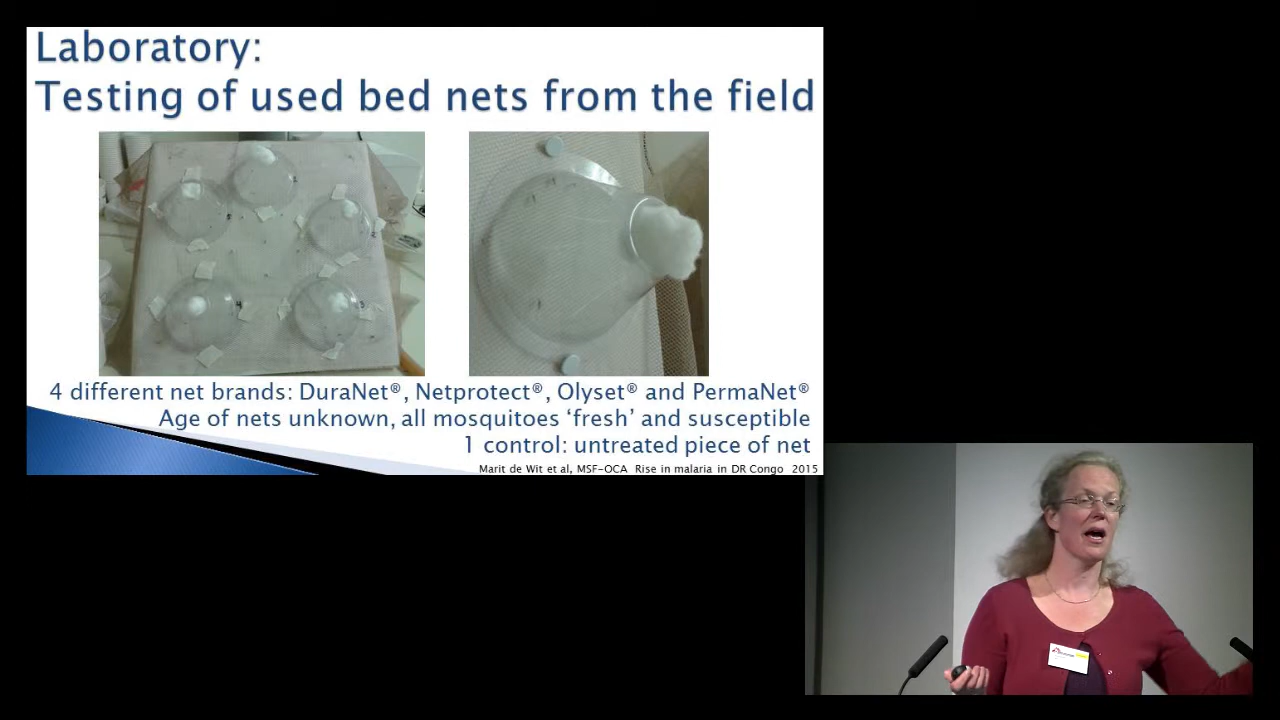 Laboratory:
Testing of used bed nets from the field
4 different net brands: DuraNet®, Netprotect®, Olyset® and PermaNet®
Age of nets unknown, all mosquitoes ‘fresh’ and susceptible
1 control: untreated piece of net
Marit de Wit et al, MSF-OCA Rise in malaria in DR Congo 2015